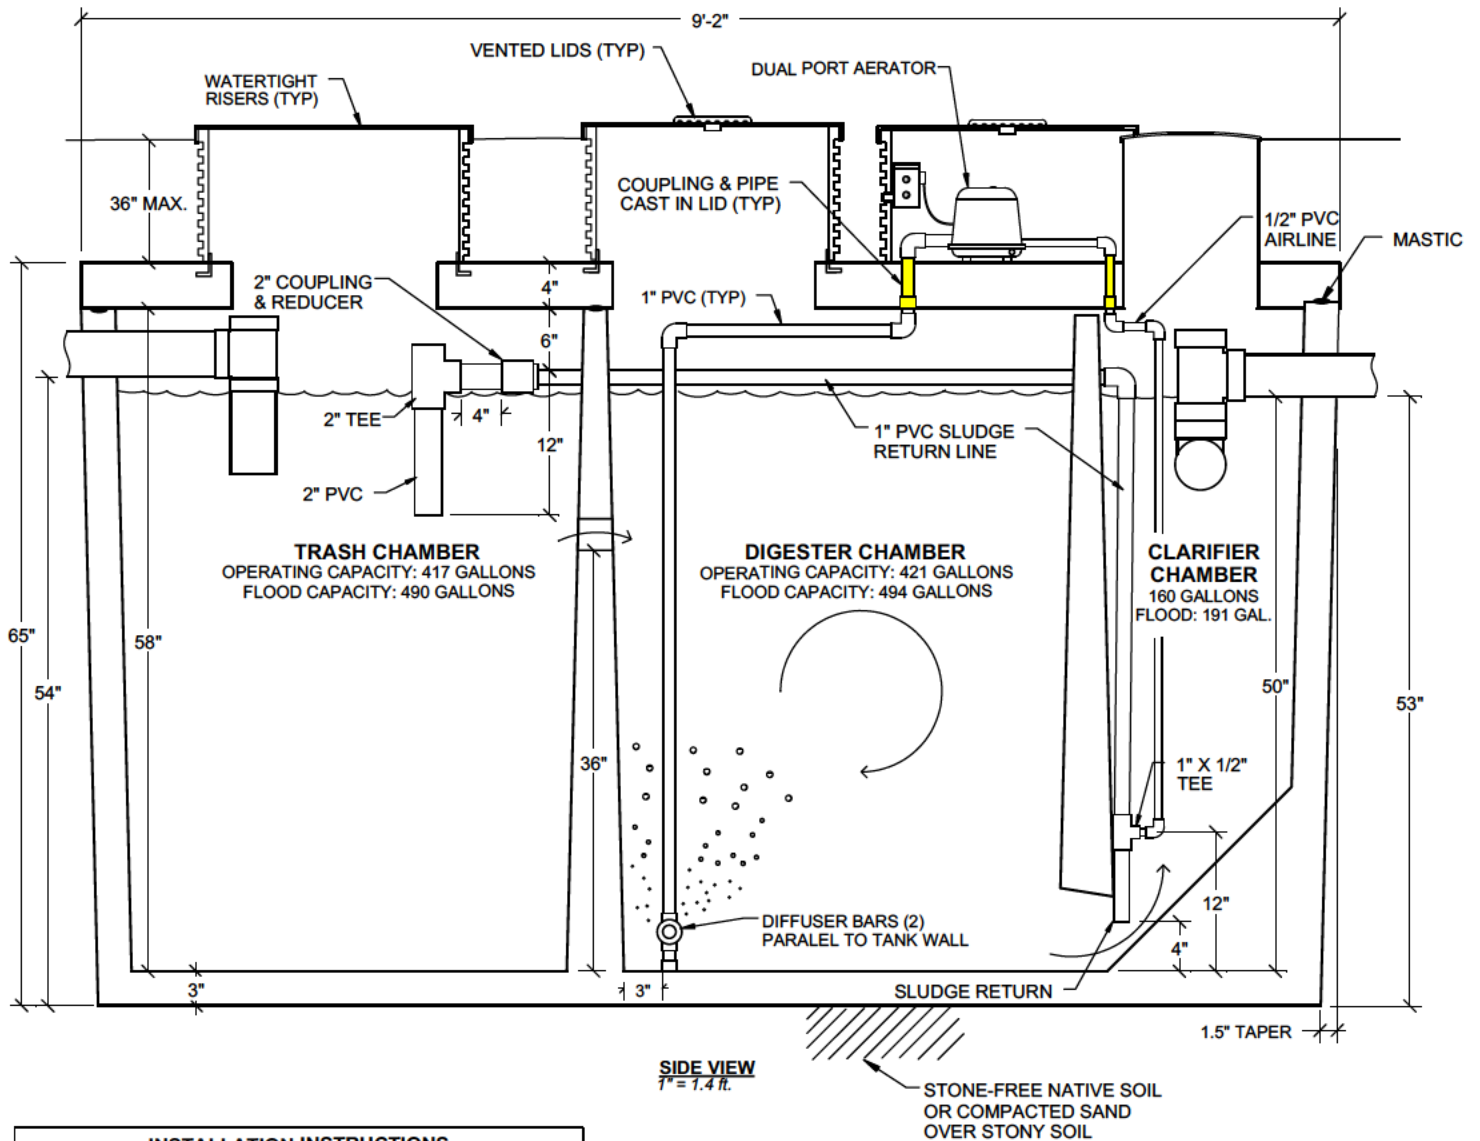 9'-2"
VENTED LIDS (TYP)
DUAL PORT AERATOR
WATERTIGHT
RISERS (TYP)
36" MAX.
COUPLING & PIPE
CAST IN LID (TYP)
1/2" PVC
AIRLINE
MASTIC
2" COUPLING
& REDUCER
4"
1" PVC (TYP)
6"
2" TEE
4"
12"
1" PVC SLUDGE
RETURN LINE
2" PVC
TRASH CHAMBER
OPERATING CAPACITY: 417 GALLONS
FLOOD CAPACITY: 490 GALLONS
DIGESTER CHAMBER
OPERATING CAPACITY: 421 GALLONS
FLOOD CAPACITY: 494 GALLONS
CLARIFIER
CHAMBER
160 GALLONS
FLOOD: 191 GAL.
65"
58"
54"
50"
53"
36"
1" X 1/2"
TEE
12"
DIFFUSER BARS (2)
PARALEL TO TANK WALL
4"
3"
3"
SLUDGE RETURN
1.5" TAPER
SIDE VIEW
1" = 1.4 ft.
STONE-FREE NATIVE SOIL
OR COMPACTED SAND
OVER STONY SOIL
INSTALLATION INSTRUCTIONS